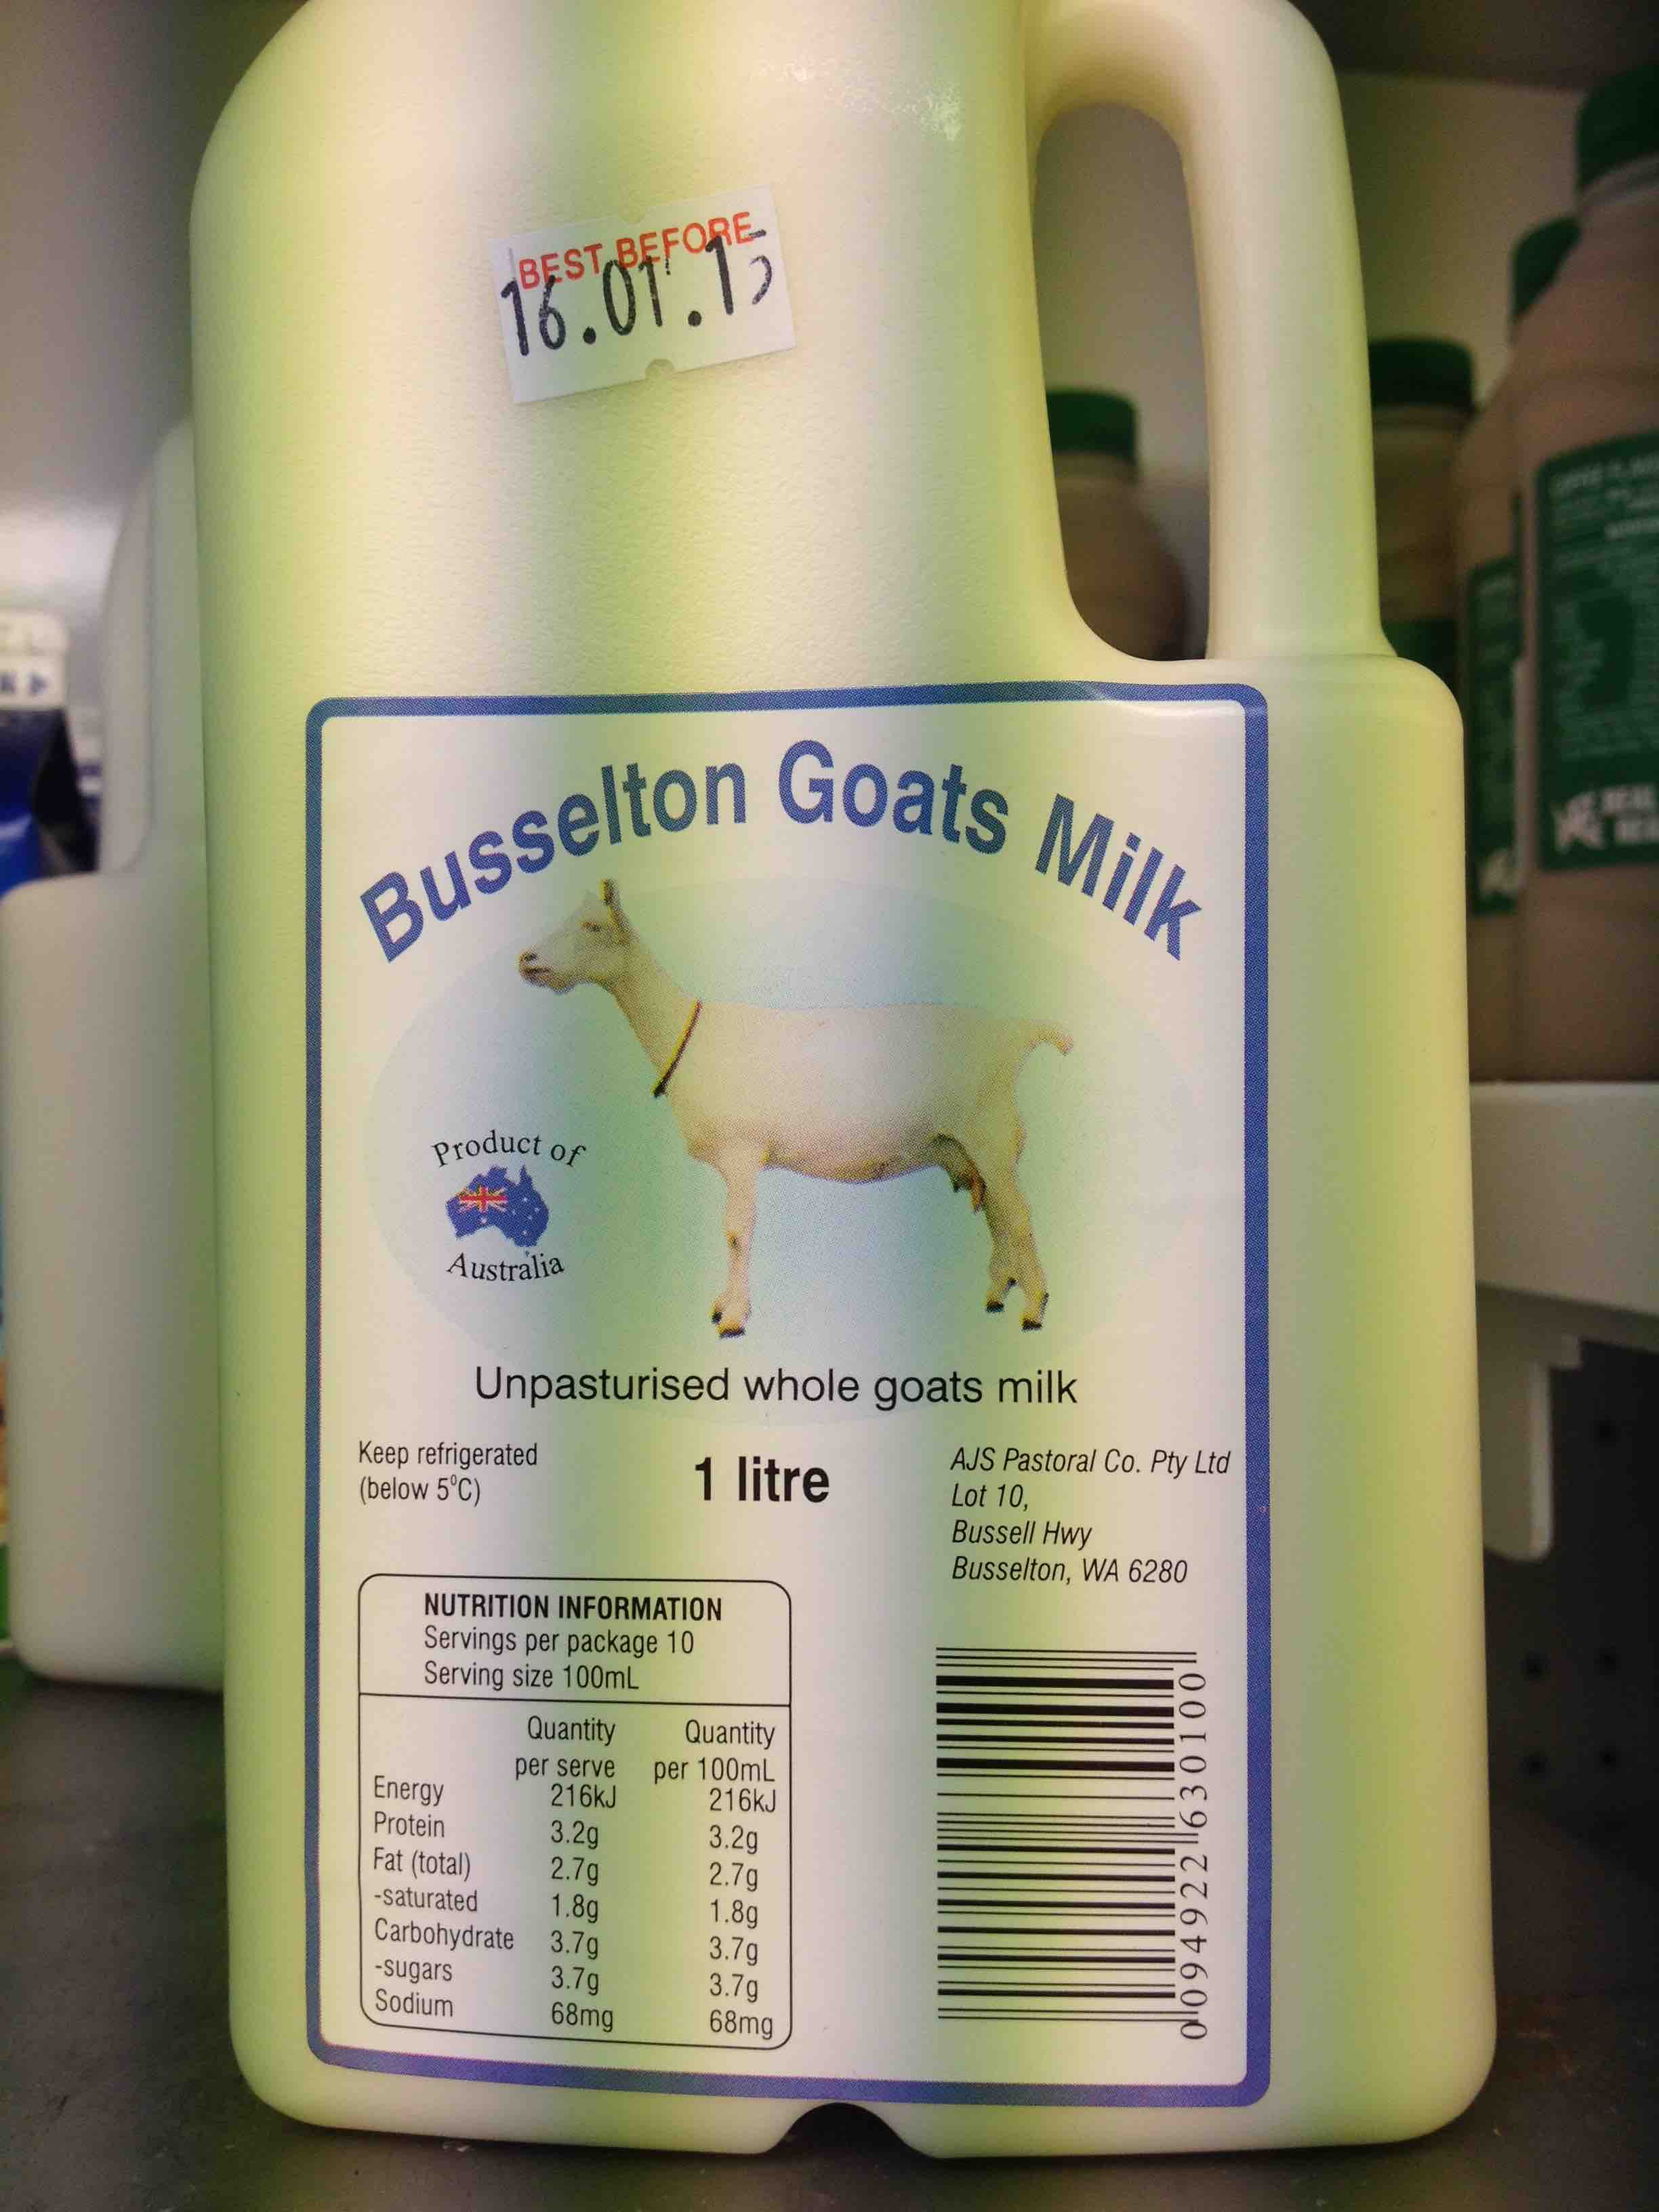 BEST BEFORE
16.01.15
Busselton Goats Milk
Product of
Australia
Unpasturised whole goats milk
Keep refrigerated
(below 5°C)
1 litre
AJS Pastoral Co. Pty Ltd
Lot 10,
Bussell Hwy
Busselton, WA 6280
NUTRITION INFORMATION
Servings per package 10
Serving size 100mL
Quantity Quantity
per serve per 100mL
Energy 216kJ 216kJ
Protein 3.2g 3.2g
Fat (total) 2.7g 2.7g
-saturated 1.8g 1.8g
Carbohydrate 3.7g 3.7g
-sugars 3.7g 3.7g
Sodium 68mg 68mg
0094922630100